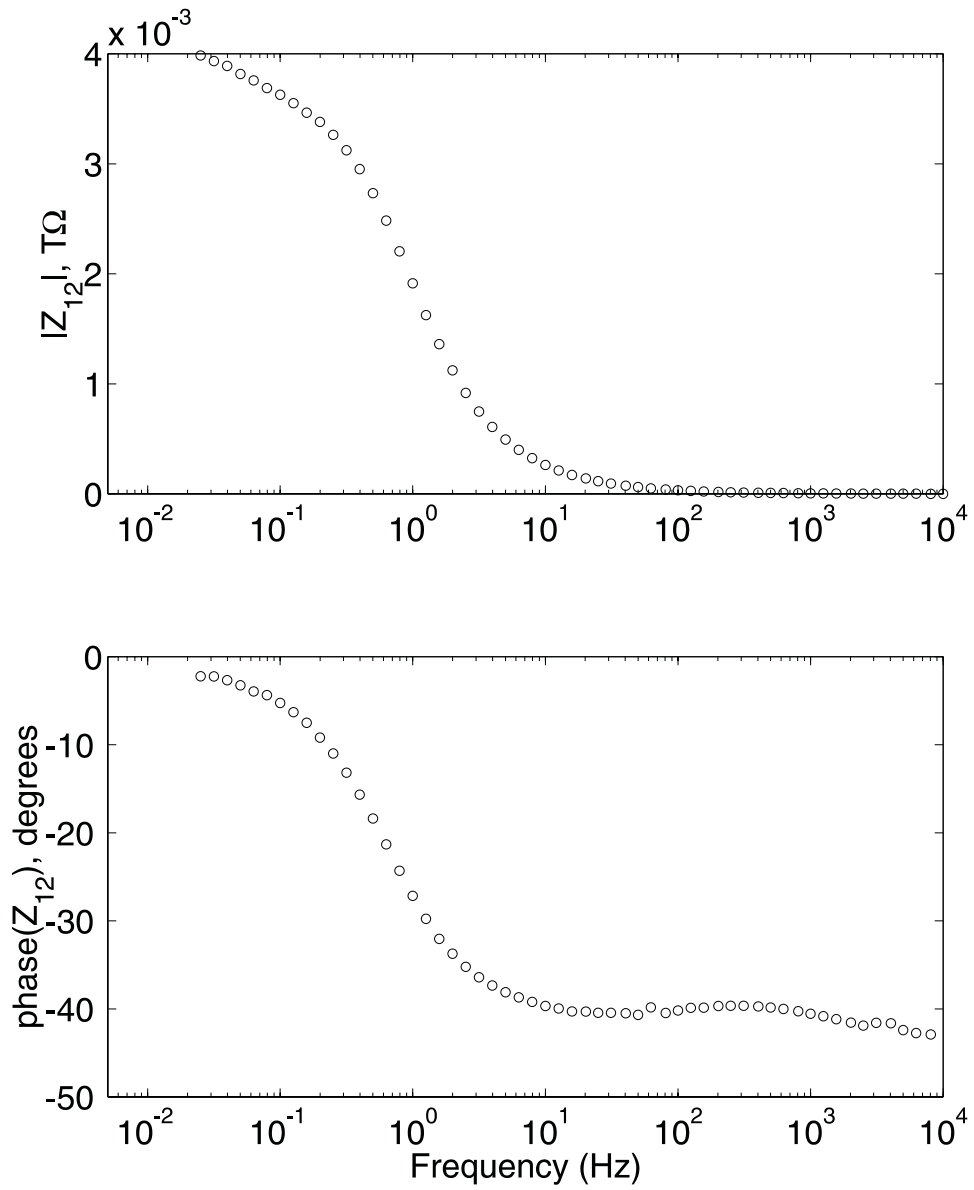 x 10⁻³
4
3
2
1
0
|Z₁₂|, TΩ
10⁻² 10⁻¹ 10⁰ 10¹ 10² 10³ 10⁴
0
-10
-20
-30
-40
-50
phase(Z₁₂), degrees
10⁻² 10⁻¹ 10⁰ 10¹ 10² 10³ 10⁴
Frequency (Hz)